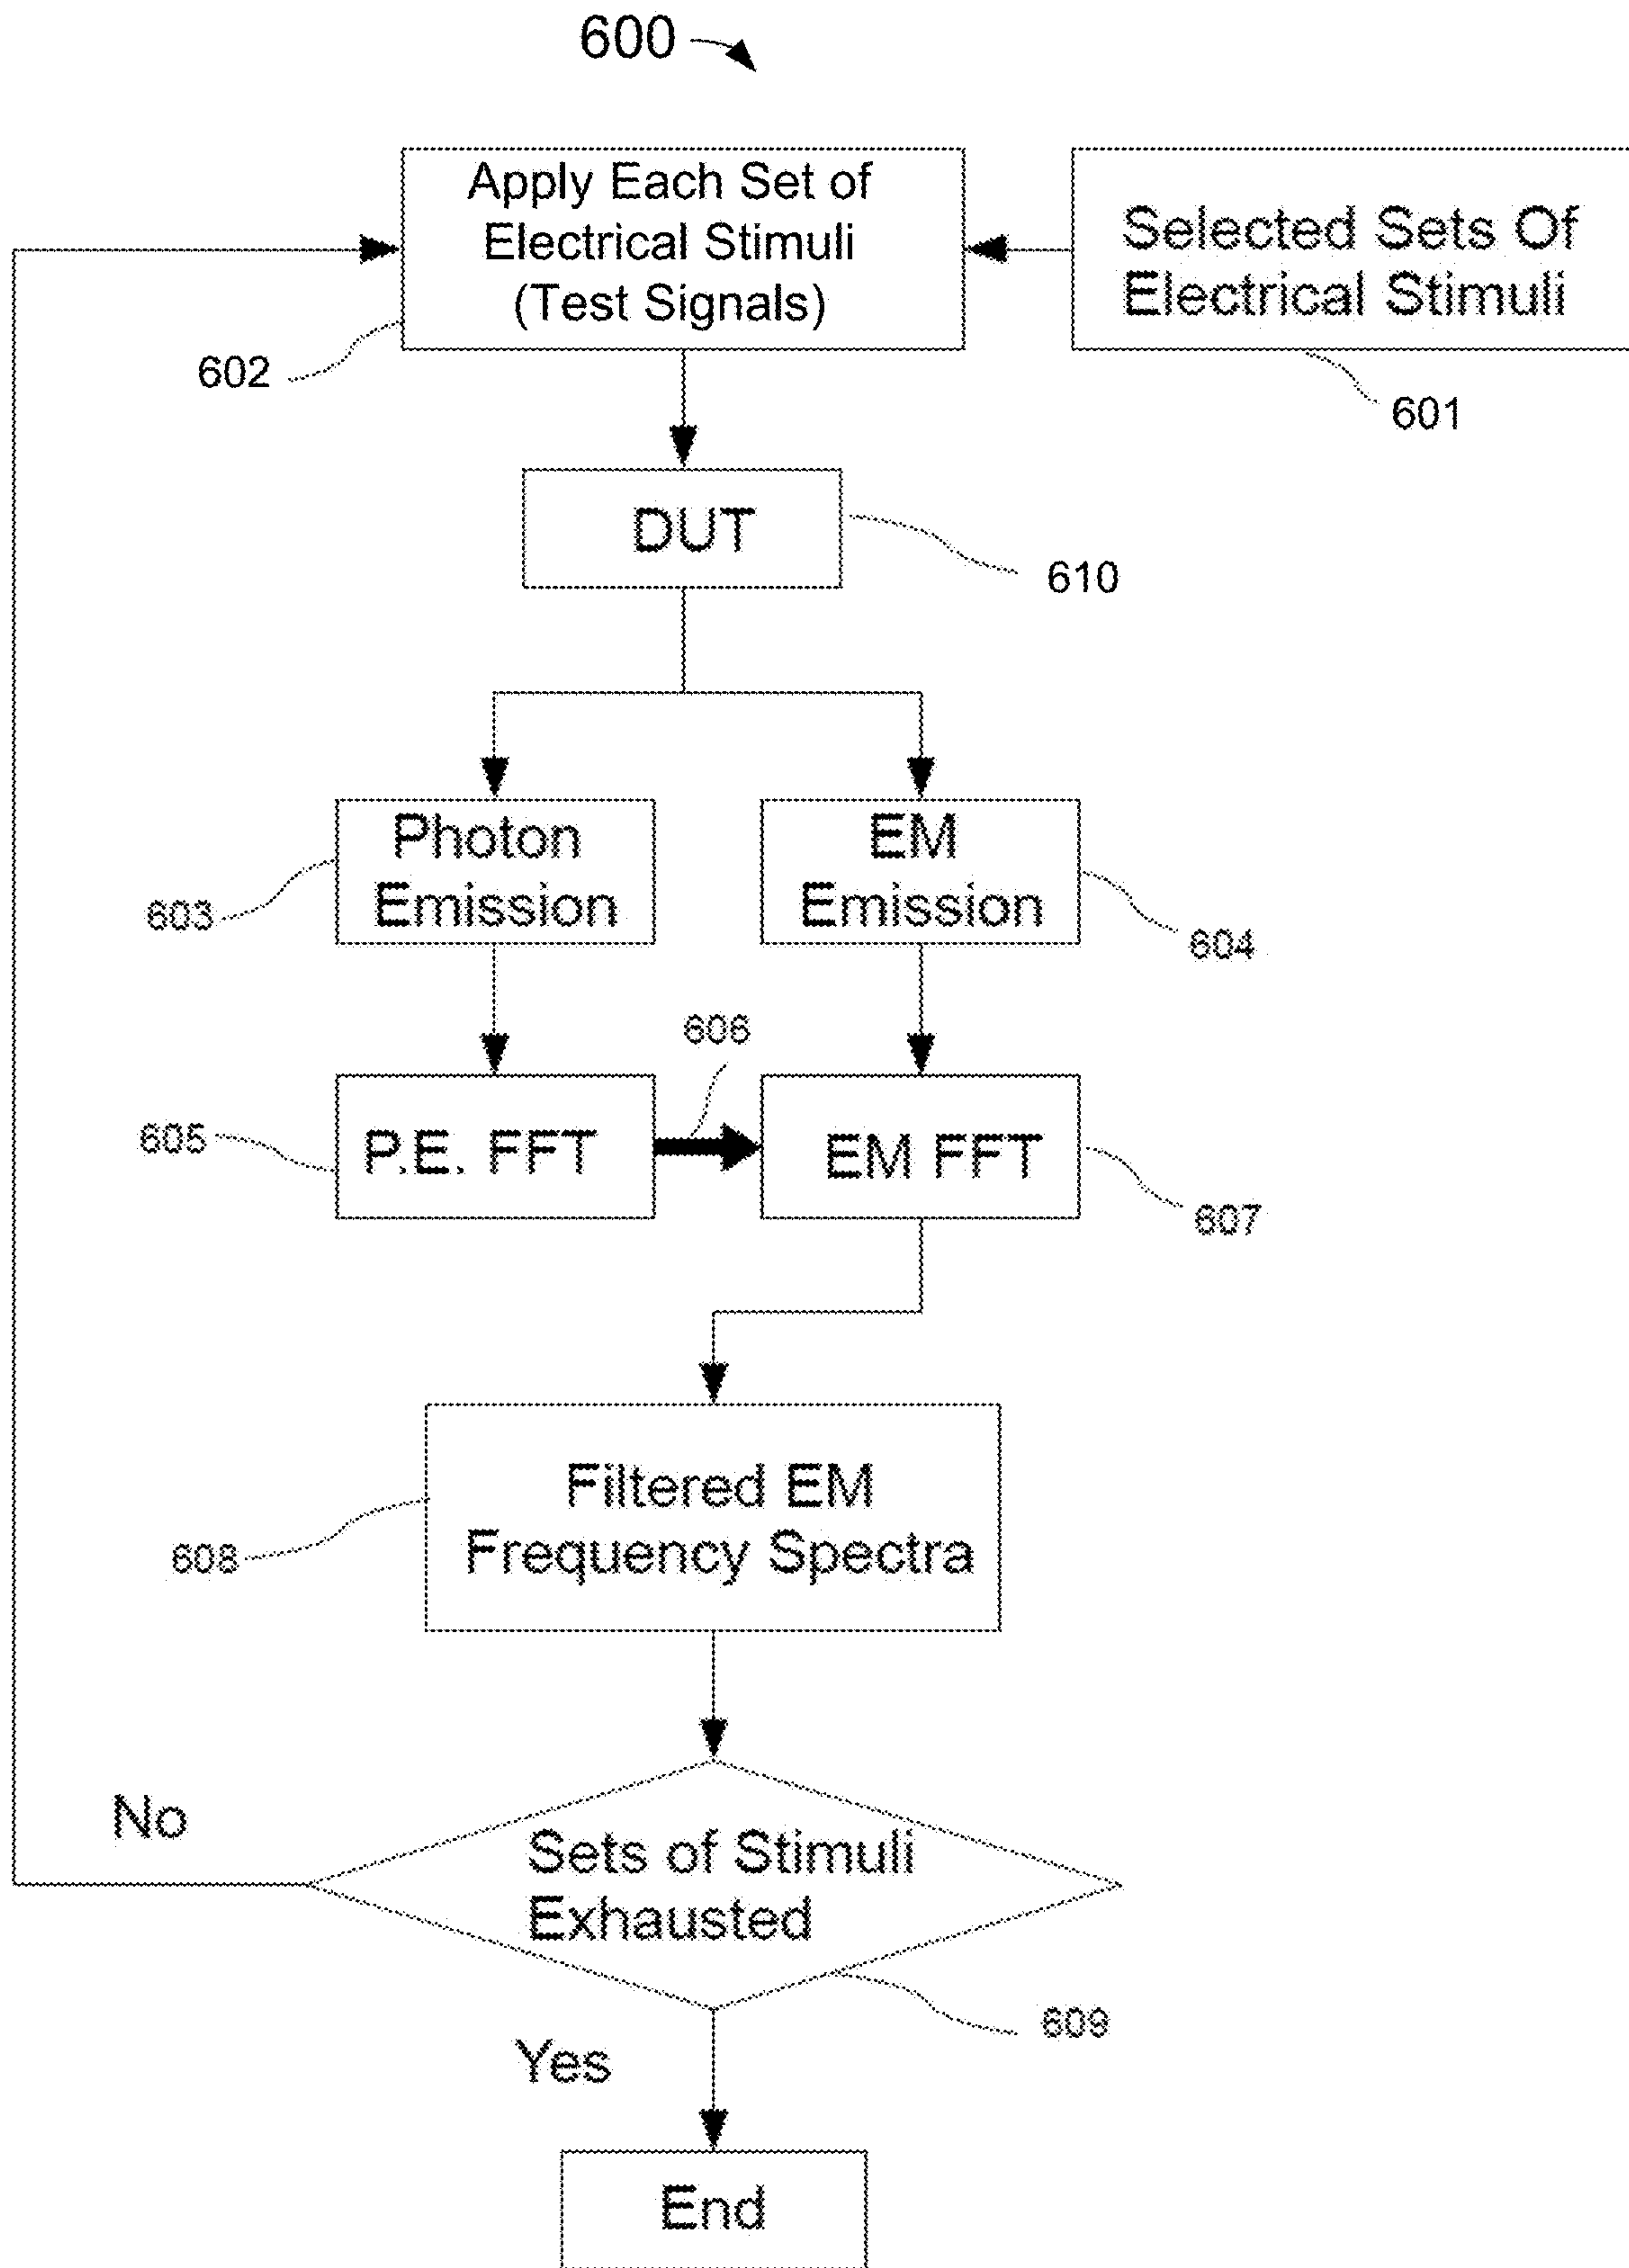 600
Apply Each Set of
Electrical Stimuli
(Test Signals)
Selected Sets Of
Electrical Stimuli
602
601
DUT
610
Photon
Emission
EM
Emission
603
604
606
P.E. FFT
EM FFT
605
607
Filtered EM
Frequency Spectra
608
No
Sets of Stimuli
Exhausted
609
Yes
End